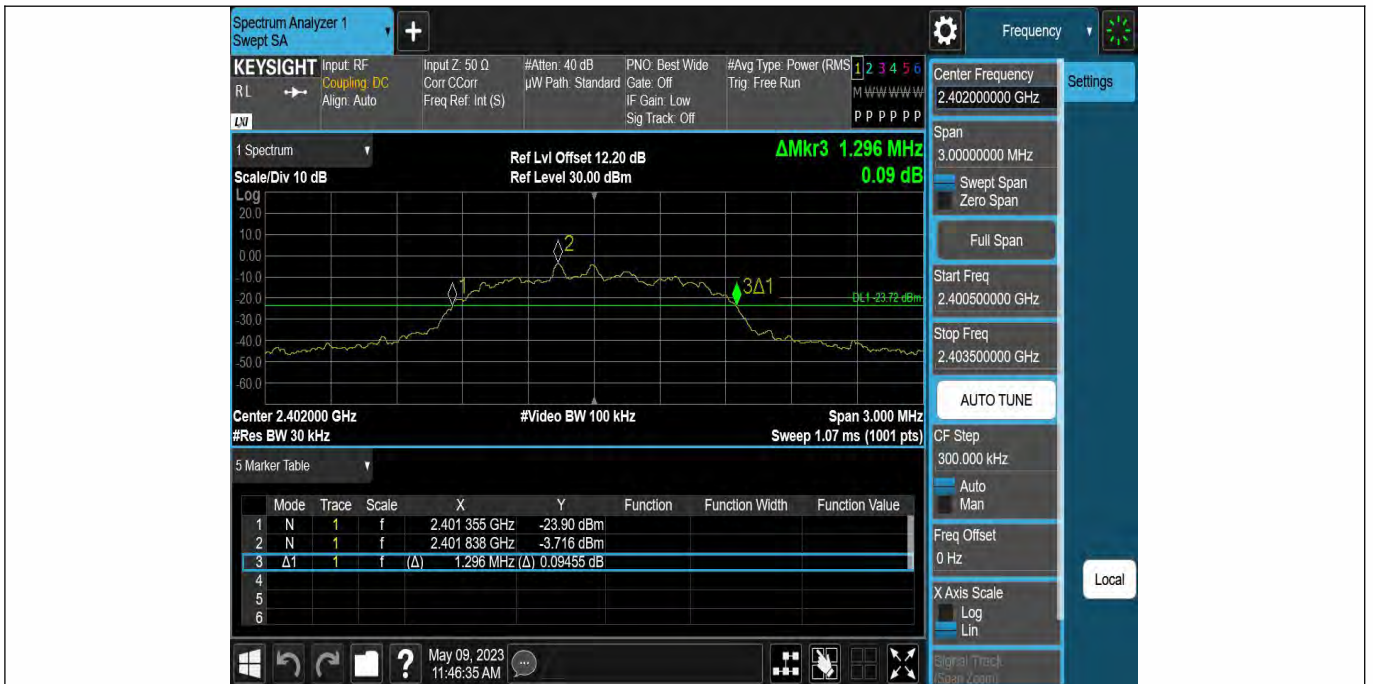 Spectrum Analyzer 1
Swept SA
+
Frequency
KEYSIGHT
RL
LXI
Input: RF
Coupling: DC
Align: Auto
Input Z: 50 Ω
Corr CCorr
Freq Ref: Int (S)
#Atten: 40 dB
µW Path: Standard
PNO: Best Wide
Gate: Off
IF Gain: Low
Sig Track: Off
#Avg Type: Power (RMS
Trig: Free Run
1 2 3 4 5 6
M W W W W W
P P P P P P
1 Spectrum
Scale/Div 10 dB
Ref Lvl Offset 12.20 dB
Ref Level 30.00 dBm
ΔMkr3 1.296 MHz
0.09 dB
Log
20.0
10.0
0.00
-10.0
-20.0
-30.0
-40.0
-50.0
-60.0
1
2
3Δ1
DL1 -23.72 dBm
Center 2.402000 GHz
#Video BW 100 kHz
Span 3.000 MHz
#Res BW 30 kHz
Sweep 1.07 ms (1001 pts)
5 Marker Table
Mode Trace Scale X Y Function Function Width Function Value
1 N 1 f 2.401 355 GHz -23.90 dBm
2 N 1 f 2.401 838 GHz -3.716 dBm
3 Δ1 1 f (Δ) 1.296 MHz (Δ) 0.09455 dB
4
5
6
?
May 09, 2023
11:46:35 AM
Center Frequency
2.402000000 GHz
Settings
Span
3.00000000 MHz
Swept Span
Zero Span
Full Span
Start Freq
2.400500000 GHz
Stop Freq
2.403500000 GHz
AUTO TUNE
CF Step
300.000 kHz
Auto
Man
Freq Offset
0 Hz
X Axis Scale
Log
Lin
Local
Signal Track
(Span Zoom)